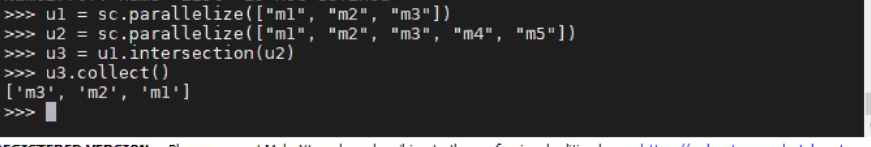 >>> u1 = sc.parallelize(["m1", "m2", "m3"])
>>> u2 = sc.parallelize(["m1", "m2", "m3", "m4", "m5"])
>>> u3 = u1.intersection(u2)
>>> u3.collect()
['m3', 'm2', 'm1']
>>>